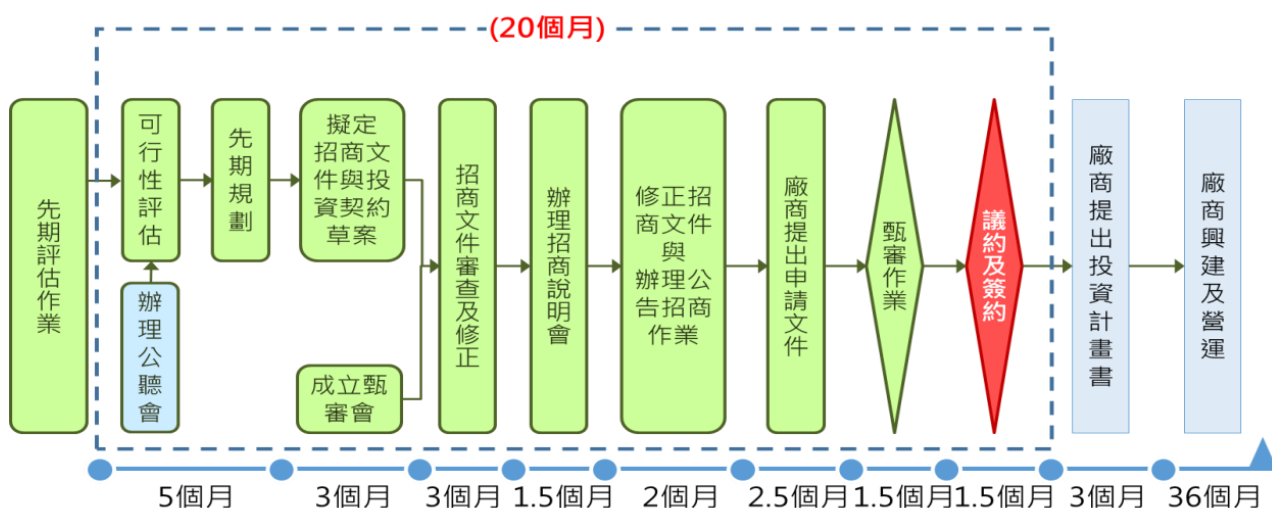 (20個月)
先期評估作業
可行性評估
辦理公聽會
先期規劃
擬定
招商文
件與投
資契約
草案
成立甄
審會
招商文件審查及修正
辦理招商說明會
修正招
商文件
與
辦理公
告招商
作業
廠商提出申請文件
甄審作業
議約及簽約
廠商提出投資計畫書
廠商興建及營運
5個月
3個月
3個月
1.5個月
2個月
2.5個月
1.5個月
1.5個月
3個月
36個月